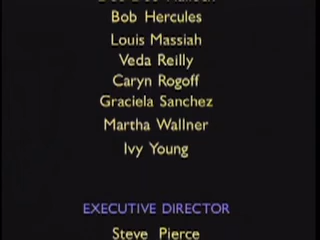 Bob Hercules
Louis Massiah
Veda Reilly
Caryn Rogoff
Graciela Sanchez
Martha Wallner
Ivy Young
EXECUTIVE DIRECTOR
Steve Pierce